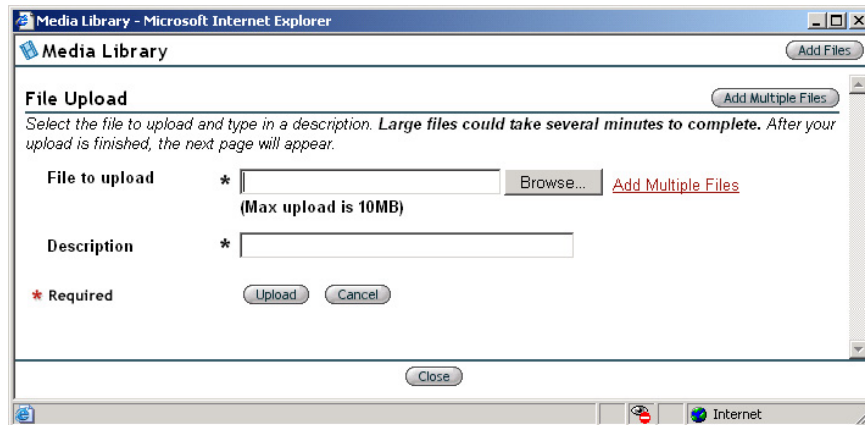 Media Library - Microsoft Internet Explorer
Media Library
Add Files
File Upload
Add Multiple Files
Select the file to upload and type in a description. Large files could take several minutes to complete. After your
upload is finished, the next page will appear.
File to upload * Browse... Add Multiple Files
(Max upload is 10MB)
Description *
* Required Upload Cancel
Close
Internet